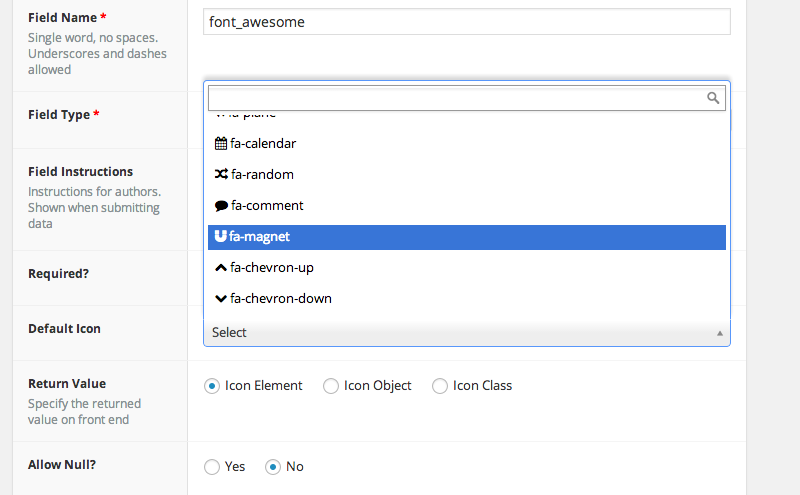 Field Name *
Single word, no spaces.
Underscores and dashes
allowed
font_awesome
Field Type *
fa-plane
fa-calendar
fa-random
fa-comment
fa-magnet
fa-chevron-up
fa-chevron-down
Field Instructions
Instructions for authors.
Shown when submitting
data
Required?
Default Icon
Select
Return Value
Specify the returned
value on front end
Icon Element Icon Object Icon Class
Allow Null?
Yes No